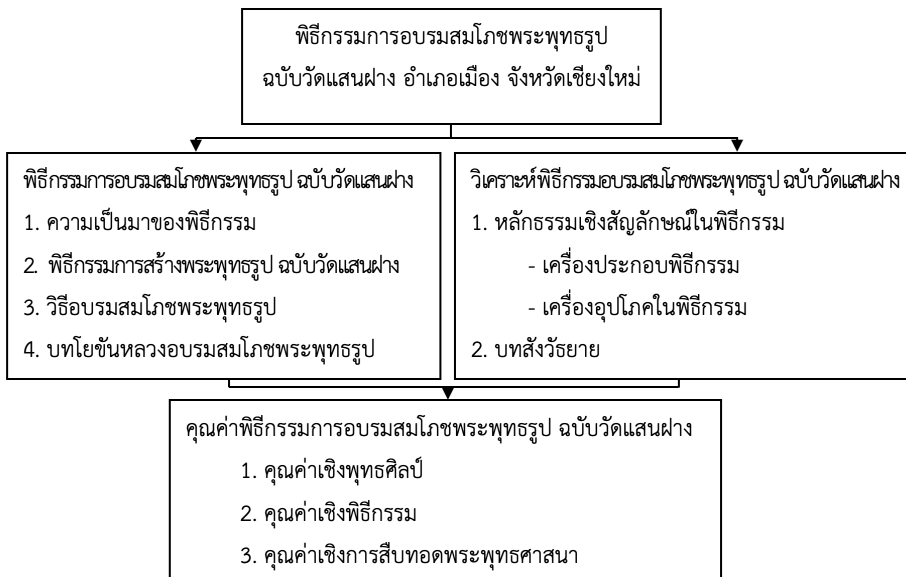 พิธีกรรมการอบรมสมโภชพระพุทธรูป
ฉบับวัดแสนฝาง อำเภอเมือง จังหวัดเชียงใหม่
พิธีกรรมการอบรมสมโภชพระพุทธรูป ฉบับวัดแสนฝาง
1. ความเป็นมาของพิธีกรรม
2. พิธีกรรมการสร้างพระพุทธรูป ฉบับวัดแสนฝาง
3. วิธีอบรมสมโภชพระพุทธรูป
4. บทโยขันหลวงอบรมสมโภชพระพุทธรูป
วิเคราะห์พิธีกรรมอบรมสมโภชพระพุทธรูป ฉบับวัดแสนฝาง
1. หลักธรรมเชิงสัญลักษณ์ในพิธีกรรม
- เครื่องประกอบพิธีกรรม
- เครื่องอุปโภคในพิธีกรรม
2. บทสังวัธยาย
คุณค่าพิธีกรรมการอบรมสมโภชพระพุทธรูป ฉบับวัดแสนฝาง
1. คุณค่าเชิงพุทธศิลป์
2. คุณค่าเชิงพิธีกรรม
3. คุณค่าเชิงการสืบทอดพระพุทธศาสนา